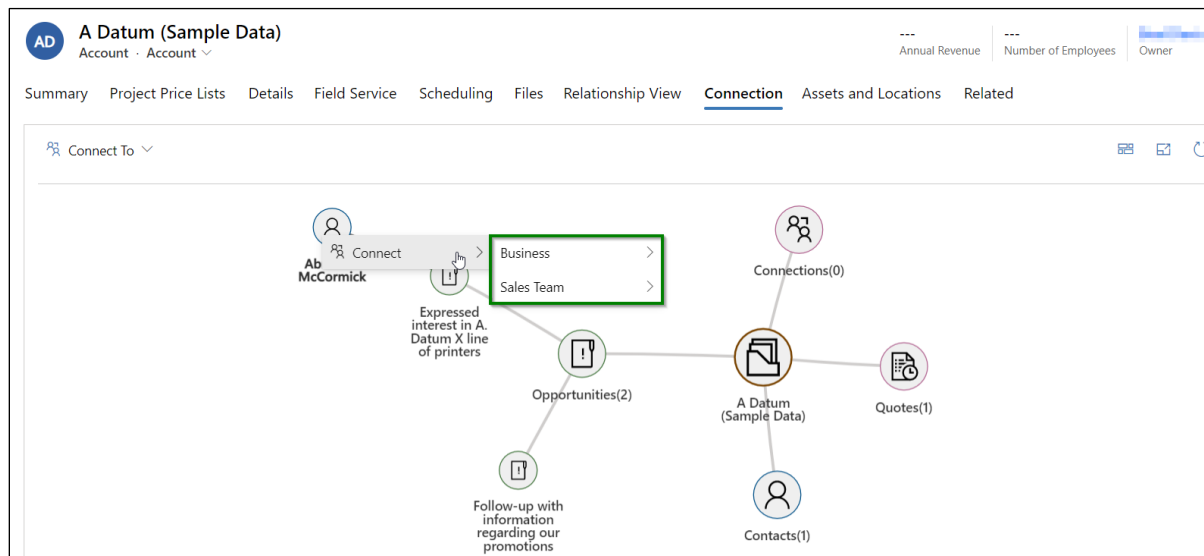 AD
A Datum (Sample Data)
Account · Account
---
Annual Revenue
---
Number of Employees
Owner
Summary Project Price Lists Details Field Service Scheduling Files Relationship View Connection Assets and Locations Related
Connect To
Connect
Business
Sales Team
Ab
McCormick
Connections(0)
Expressed
interest in A.
Datum X line
of printers
Opportunities(2)
A Datum
(Sample Data)
Quotes(1)
Follow-up with
information
regarding our
promotions
Contacts(1)